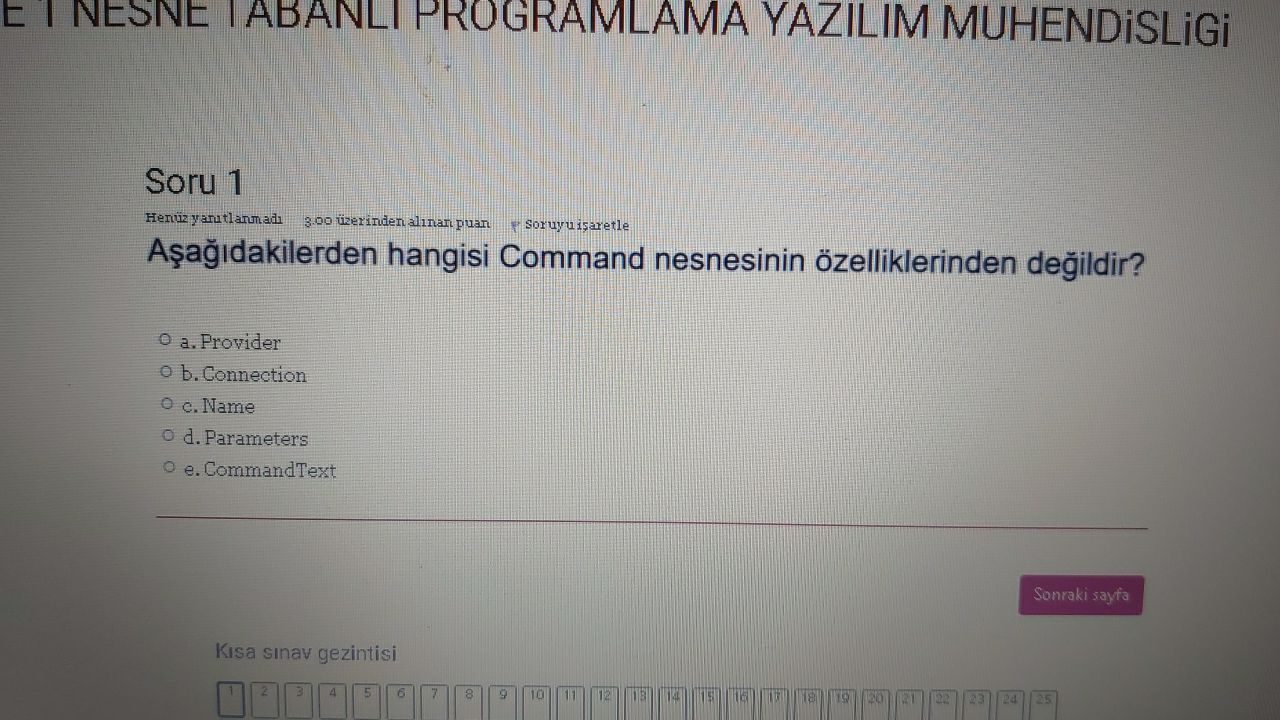 E 1 NESNE TABANLI PROGRAMLAMA YAZILIM MUHENDiSLiGi
Soru 1
Henüz yanıtlanmadı 3.00 üzerinden alınan puan Soruyu işaretle
Aşağıdakilerden hangisi Command nesnesinin özelliklerinden değildir?
a. Provider
b. Connection
c. Name
d. Parameters
e. CommandText
Sonraki sayfa
Kısa sınav gezintisi
1 2 3 4 5 6 7 8 9 10 11 12 13 14 15 16 17 18 19 20 21 22 23 24 25